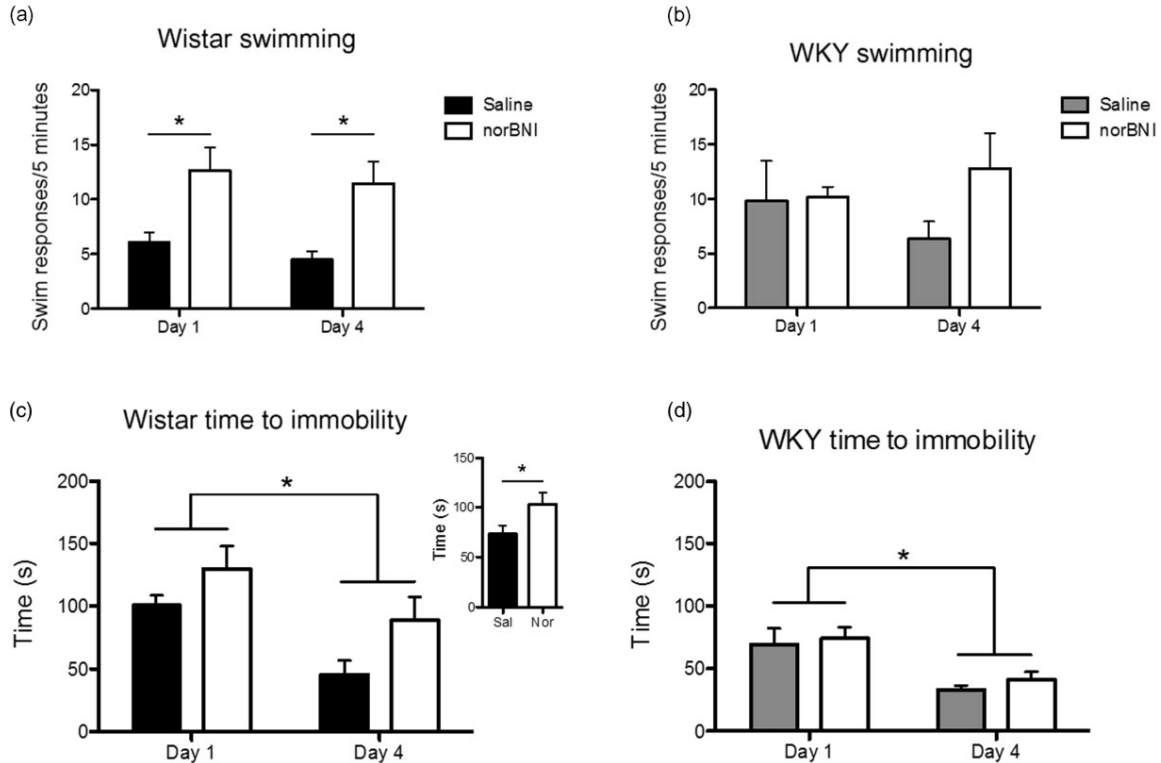 (a)
Wistar swimming
Swim responses/5 minutes
20
15
10
5
0
*
*
Day 1
Day 4
Saline
norBNI
(b)
WKY swimming
Swim responses/5 minutes
20
15
10
5
0
Day 1
Day 4
Saline
norBNI
(c)
Wistar time to immobility
Time (s)
200
150
100
50
0
*
Day 1
Day 4
Time (s)
150
100
50
0
*
Sal
Nor
(d)
WKY time to immobility
Time (s)
200
150
100
50
0
*
Day 1
Day 4